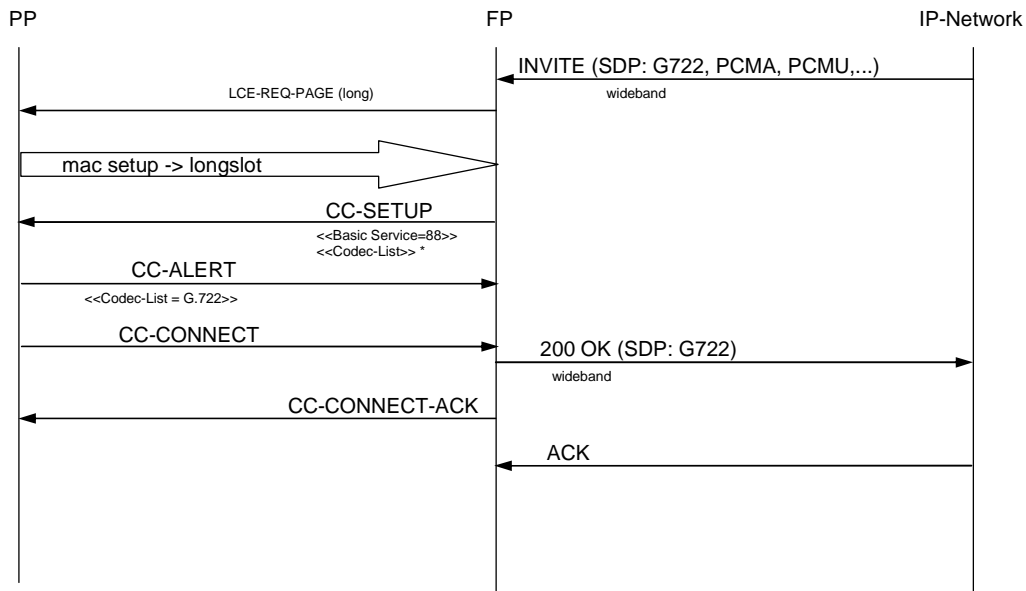 PP FP IP-Network
INVITE (SDP: G722, PCMA, PCMU,...)
wideband
LCE-REQ-PAGE (long)
mac setup -> longslot
CC-SETUP
<<Basic Service=88>>
<<Codec-List>> *
CC-ALERT
<<Codec-List = G.722>>
CC-CONNECT
200 OK (SDP: G722)
wideband
CC-CONNECT-ACK
ACK